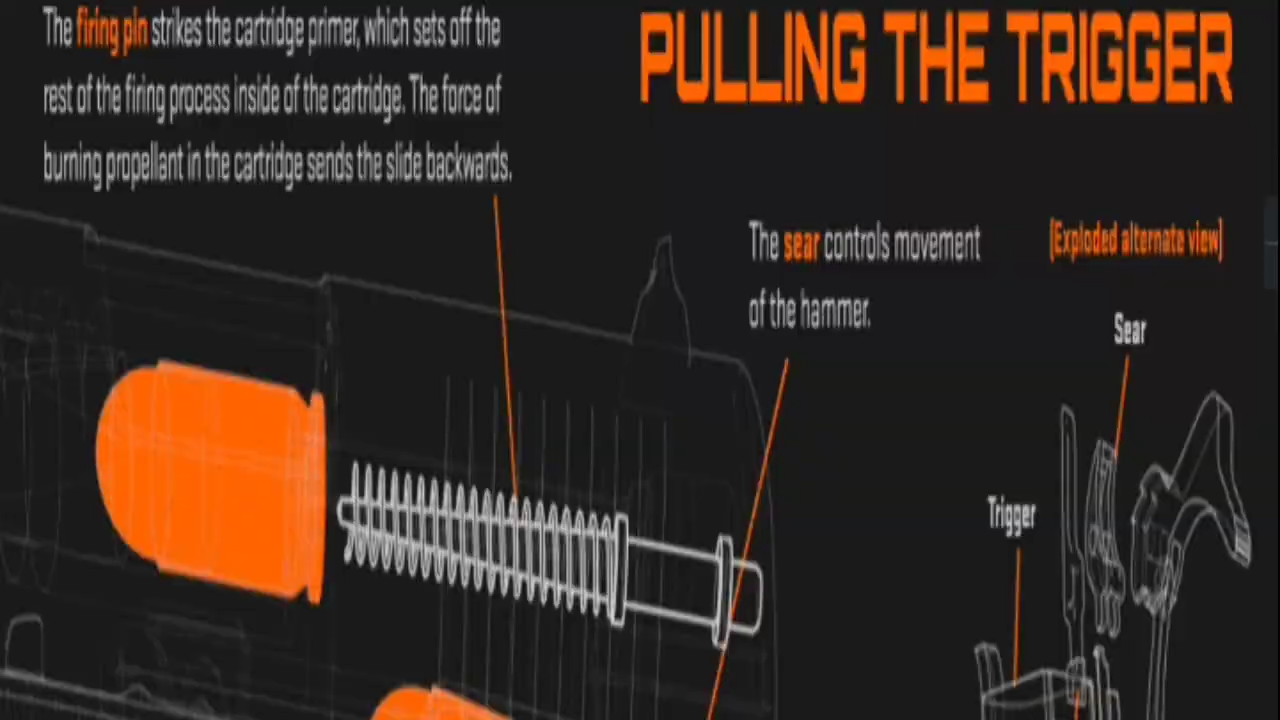 The firing pin strikes the cartridge primer, which sets off the
rest of the firing process inside of the cartridge. The force of
burning propellant in the cartridge sends the slide backwards.
PULLING THE TRIGGER
The sear controls movement
of the hammer.
[Exploded alternate view]
Sear
Trigger